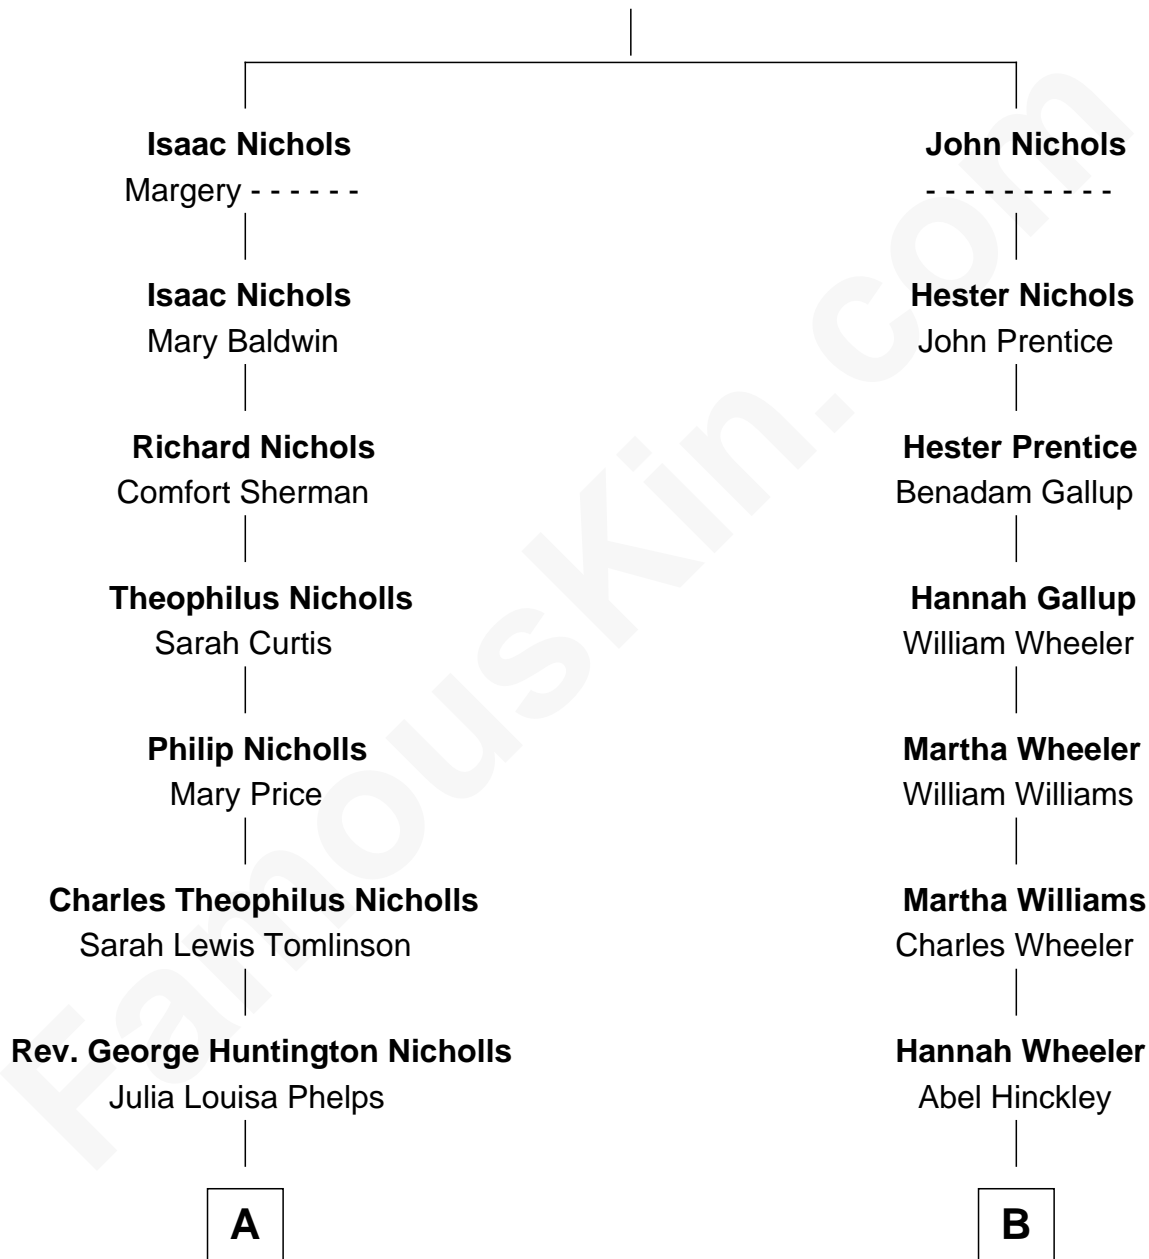 Isaac Nichols
Margery - - - - - -
John Nichols
- - - - - - - - - -
Isaac Nichols
Mary Baldwin
Hester Nichols
John Prentice
Richard Nichols
Comfort Sherman
Hester Prentice
Benadam Gallup
Theophilus Nicholls
Sarah Curtis
Hannah Gallup
William Wheeler
Philip Nicholls
Mary Price
Martha Wheeler
William Williams
Charles Theophilus Nicholls
Sarah Lewis Tomlinson
Martha Williams
Charles Wheeler
Rev. George Huntington Nicholls
Julia Louisa Phelps
Hannah Wheeler
Abel Hinckley
A
B
FamousKin.com